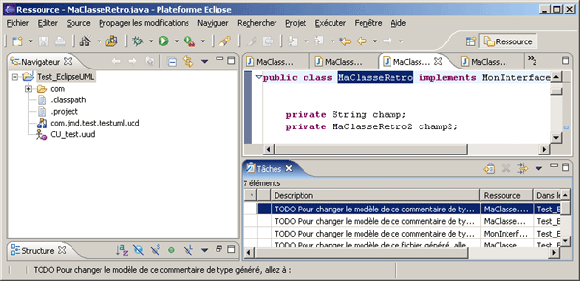 Ressource - MaClasseRetro.java - Plateforme Eclipse
Fichier Editer Source Propager les modifications Naviguer Rechercher Projet Exécuter Fenêtre Aide
Ressource
Navigateur
Test_EclipseUML
com
.classpath
.project
com.jmd.test.testuml.ucd
CU_test.uud
Structure
MaClass... MaClass... MaClass... MaClass...
public class MaClasseRetro implements MonInterface
private String champ;
private MaClasseRetro2 champ2;
Tâches
7 éléments
Description Ressource Dans le
TODO Pour changer le modèle de ce commentaire de ty... MaClasse.... Test_E
TODO Pour changer le modèle de ce commentaire de ty... MaClasse.... Test_E
TODO Pour changer le modèle de ce commentaire de ty... MonInterf... Test_E
TODO Pour changer le modèle de ce fichier généré, alle... MaClasse.... Test_E
TODO Pour changer le modèle de ce commentaire de type généré, allez à :